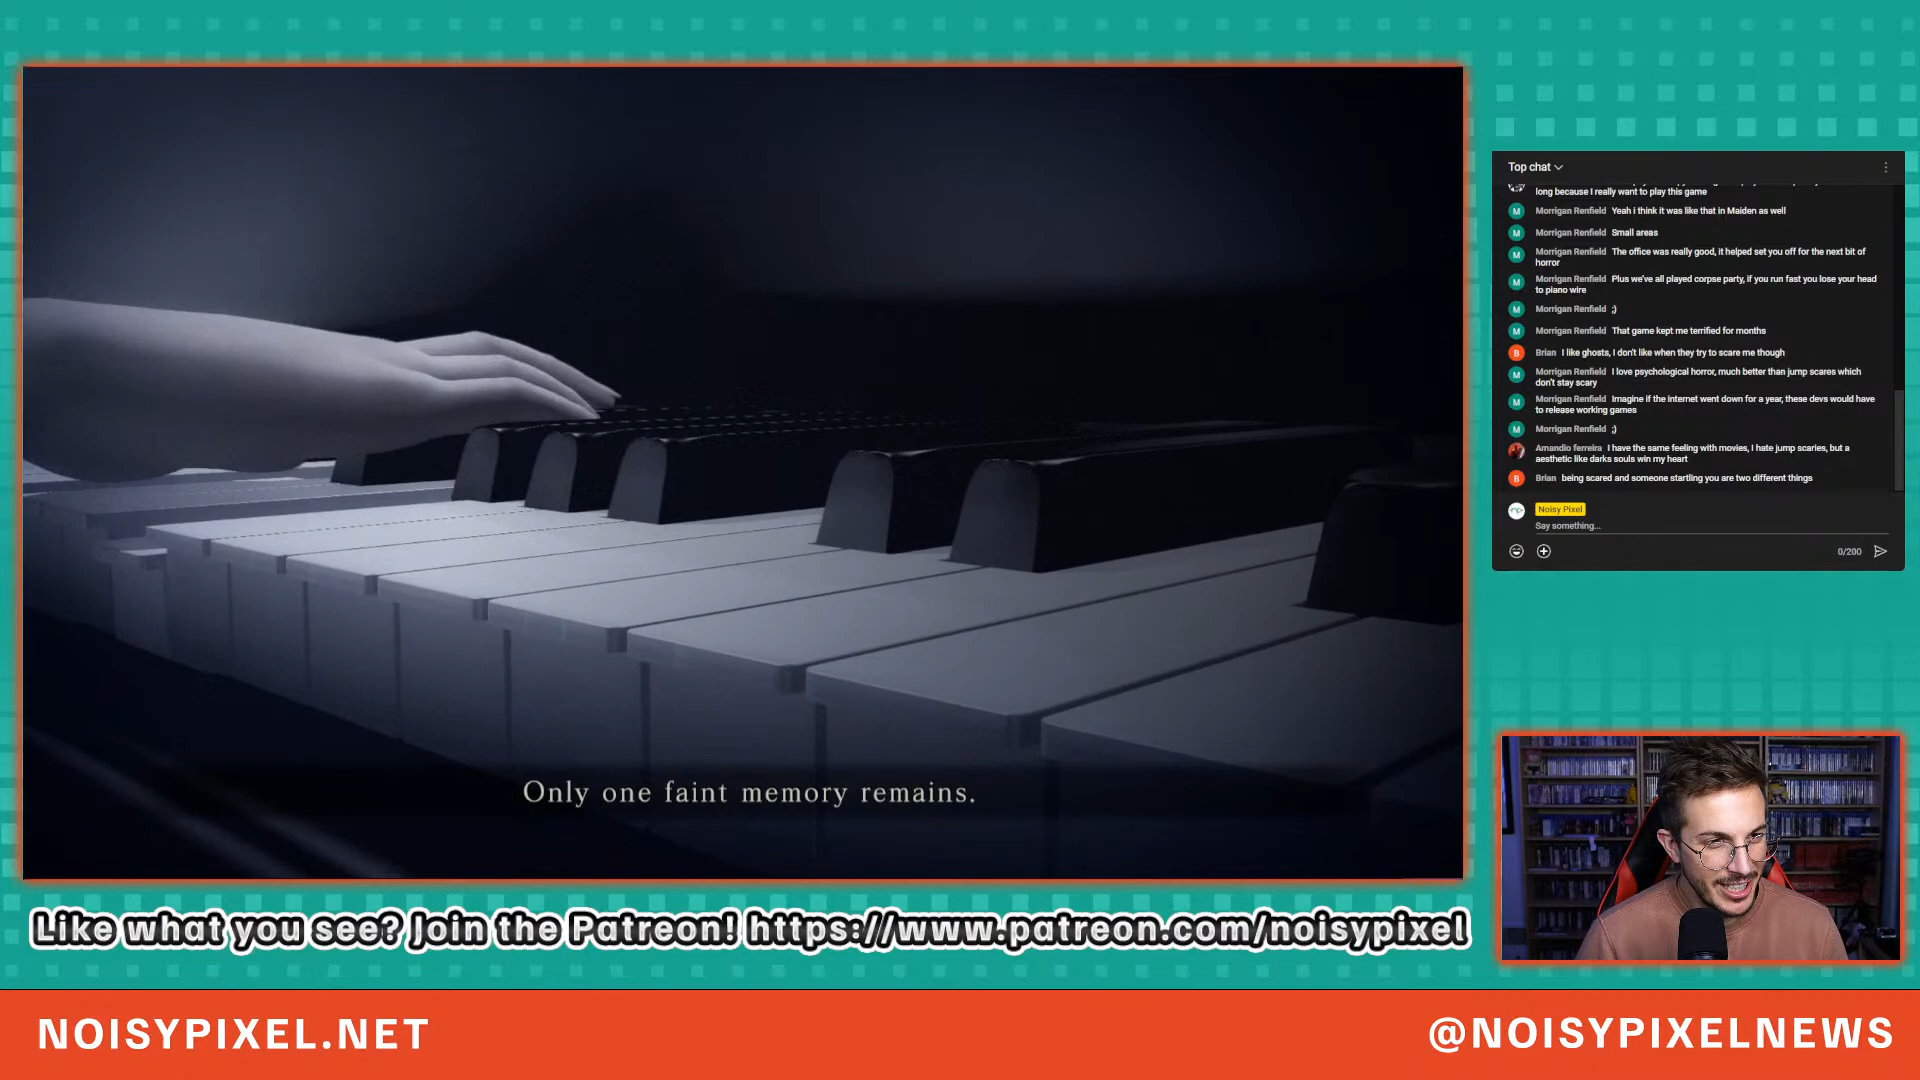 Top chat
long because I really want to play this game
M Morrigan Renfield Yeah i think it was like that in Maiden as well
M Morrigan Renfield Small areas
M Morrigan Renfield The office was really good, it helped set you off for the next bit of
horror
M Morrigan Renfield Plus we've all played corpse party, if you run fast you lose your head
to piano wire
M Morrigan Renfield ;)
M Morrigan Renfield That game kept me terrified for months
B Brian I like ghosts, I don't like when they try to scare me though
M Morrigan Renfield I love psychological horror, much better than jump scares which
don't stay scary
M Morrigan Renfield Imagine if the internet went down for a year, these devs would have
to release working games
M Morrigan Renfield ;)
Amandio ferreira I have the same feeling with movies, I hate jump scaries, but a
aesthetic like darks souls win my heart
B Brian being scared and someone startling you are two different things
Noisy Pixel
Say something...
0/200
Only one faint memory remains.
Like what you see? Join the Patreon! https://www.patreon.com/noisypixel
NOISYPIXEL.NET
@NOISYPIXELNEWS